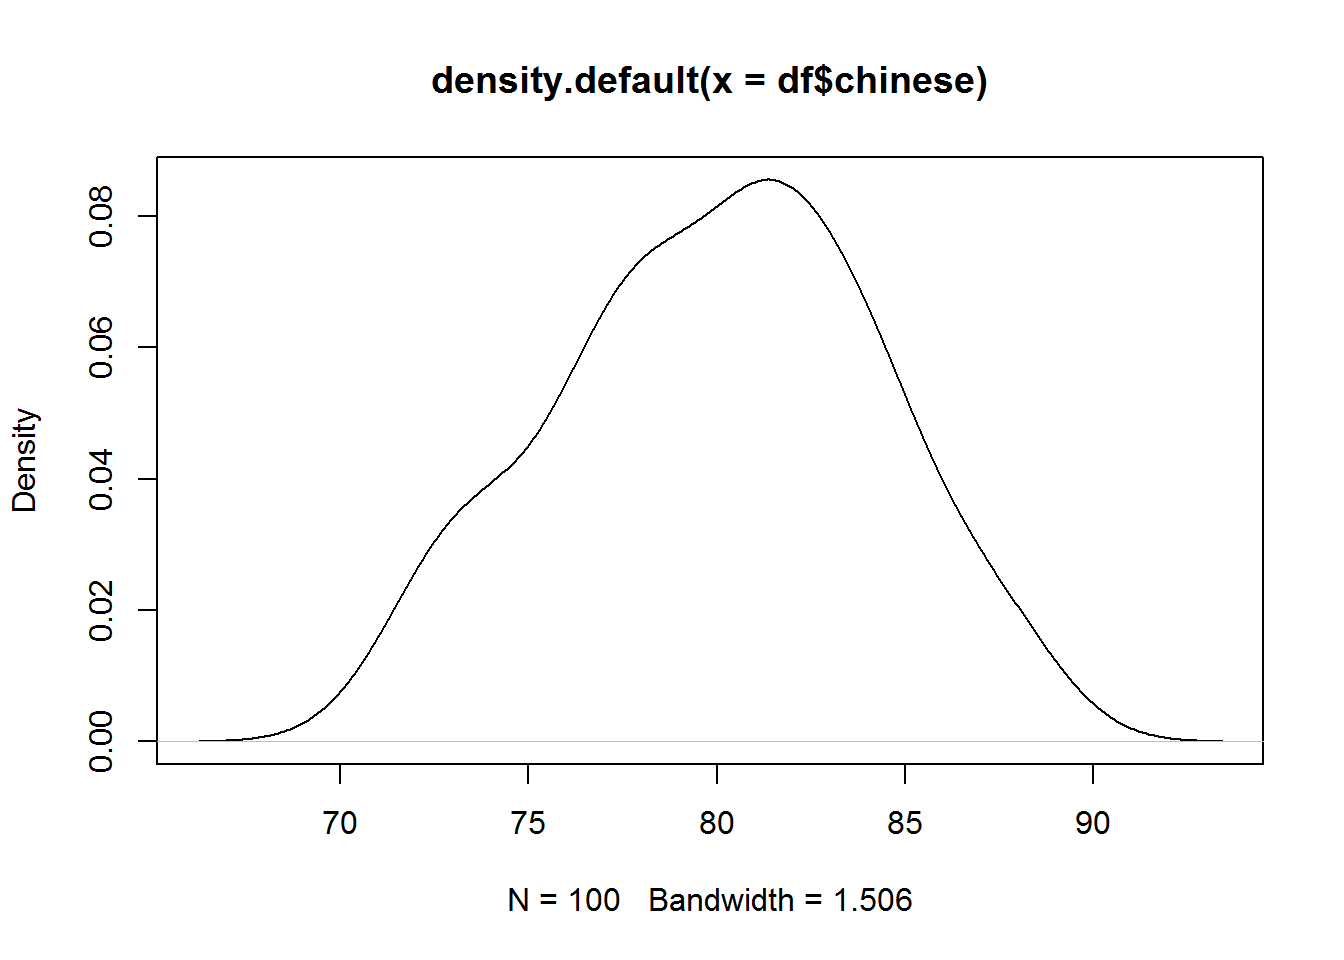 density.default(x = df$chinese)
Density
0.00 0.02 0.04 0.06 0.08
70 75 80 85 90
N = 100   Bandwidth = 1.506